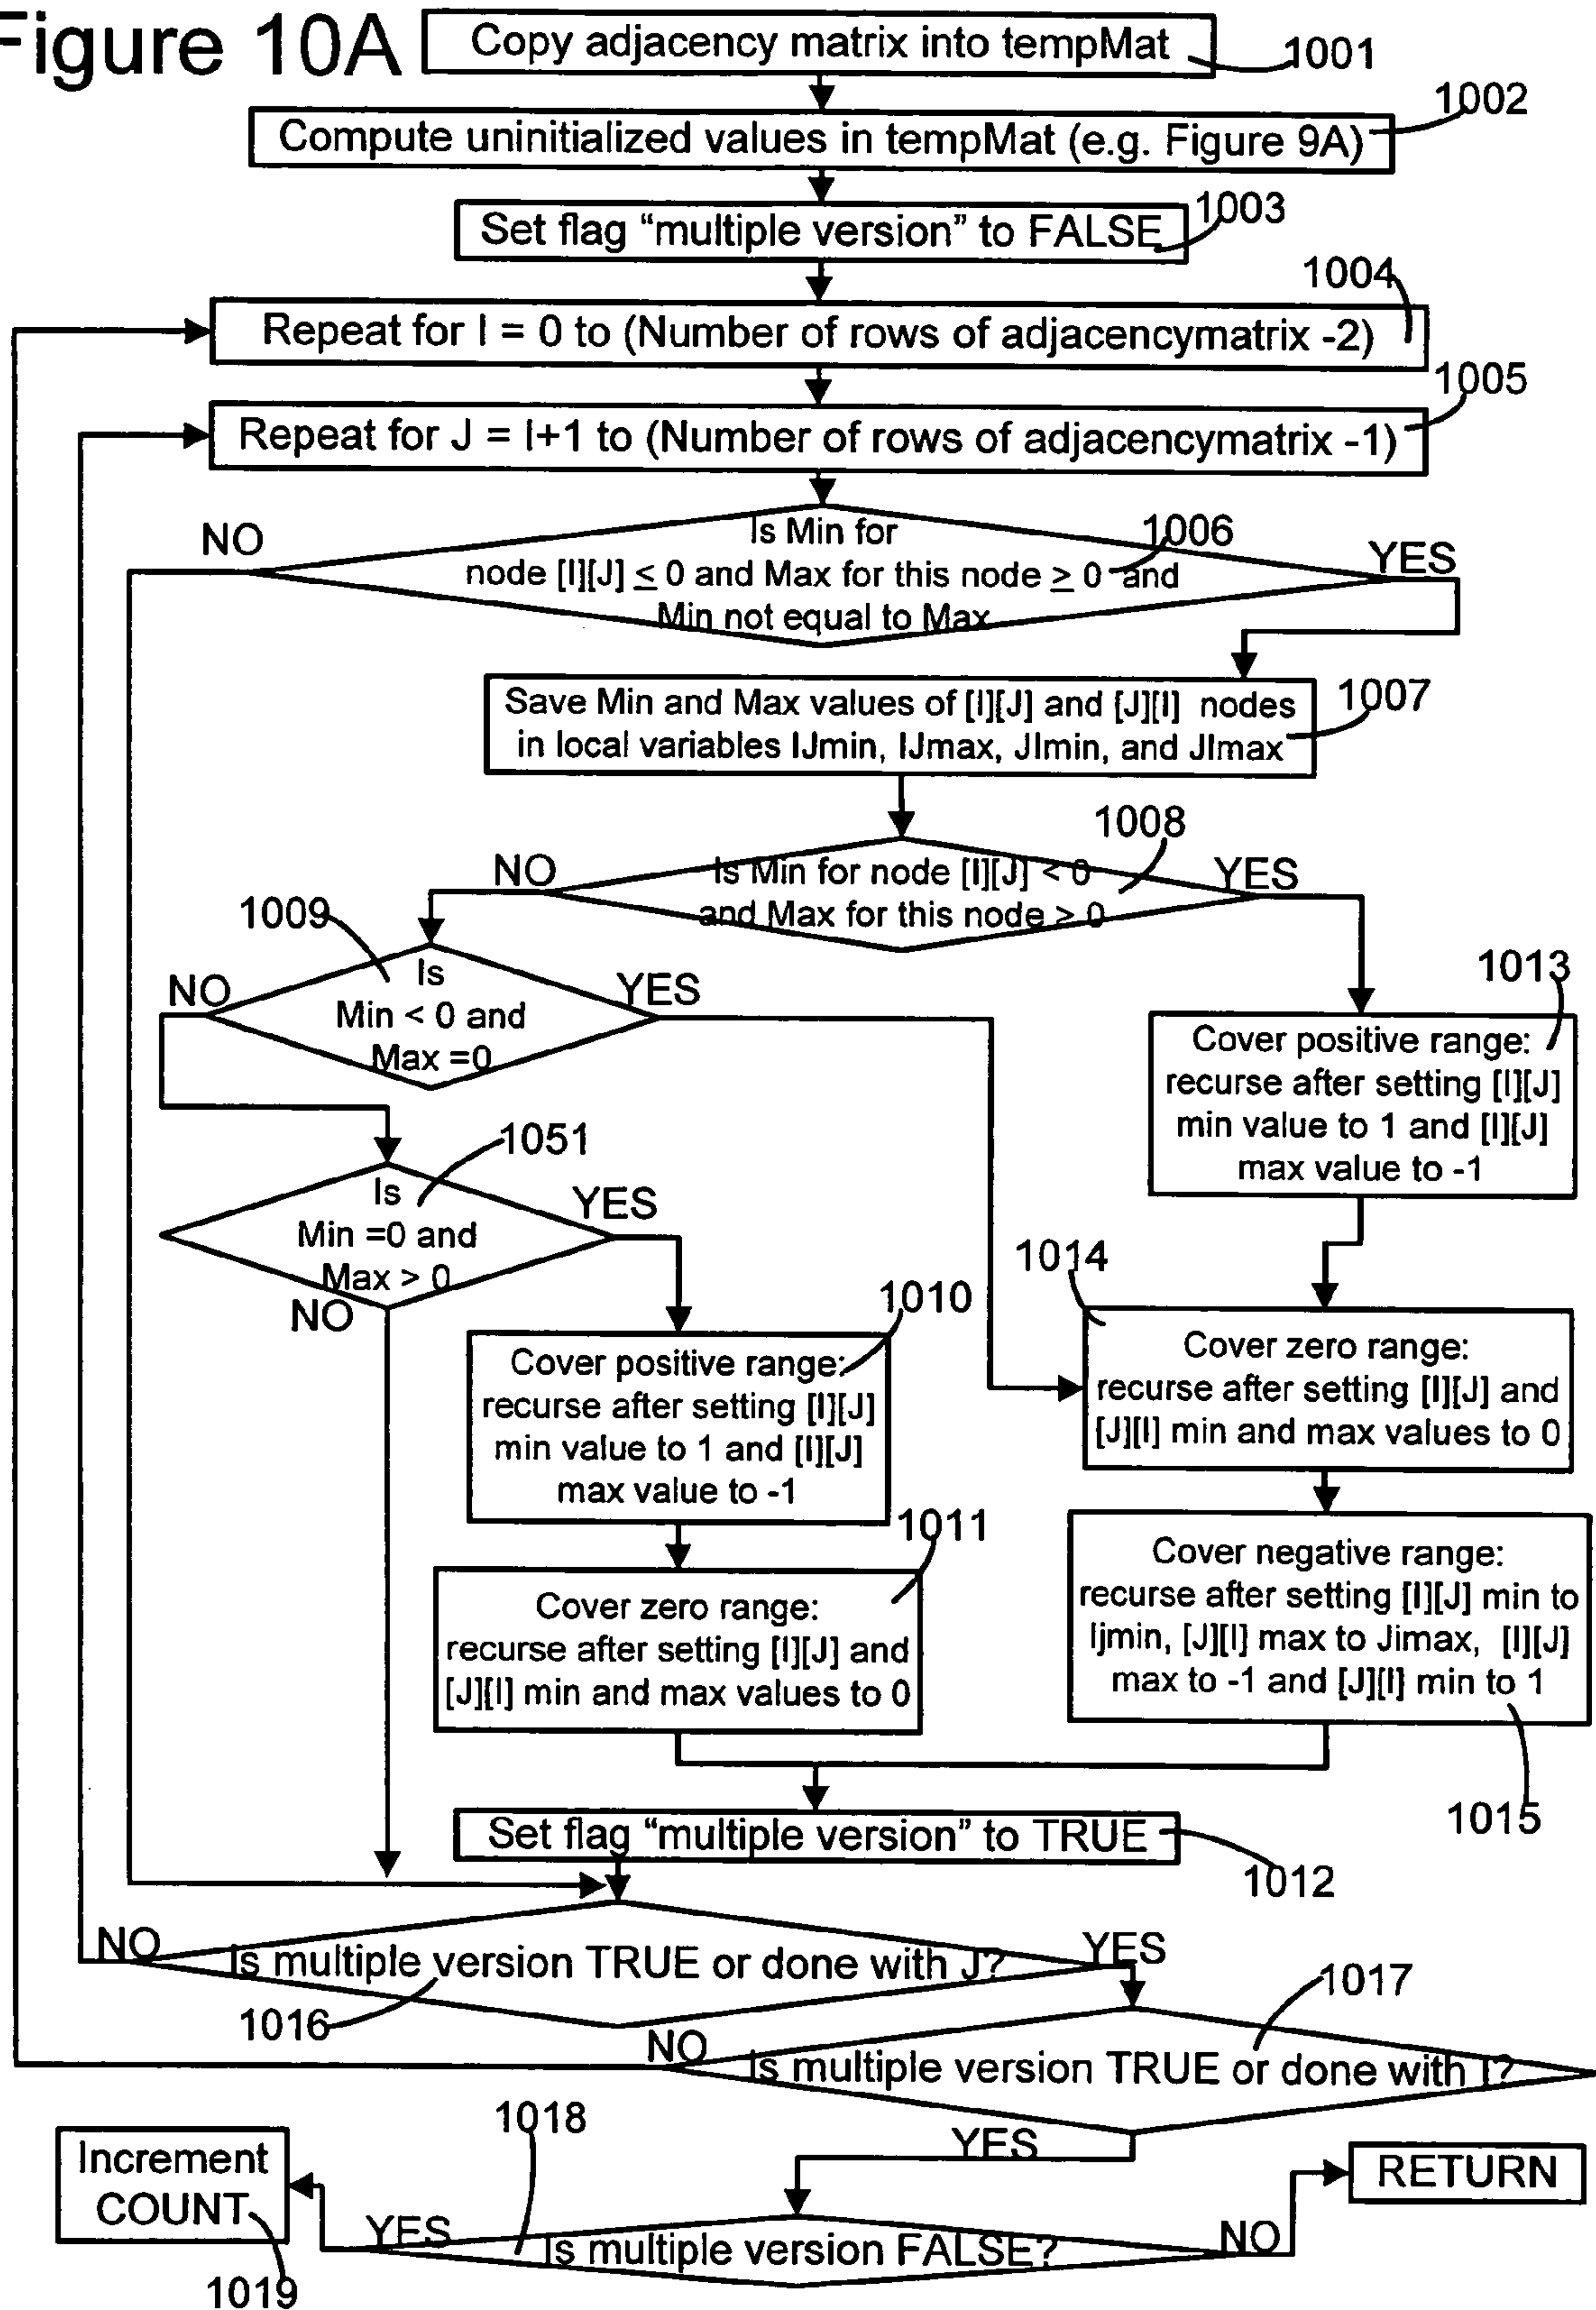 Figure 10A
Copy adjacency matrix into tempMat
1001
1002
Compute uninitialized values in tempMat (e.g. Figure 9A)
1003
Set flag “multiple version” to FALSE
1004
Repeat for I = 0 to (Number of rows of adjacencymatrix -2)
1005
Repeat for J = I+1 to (Number of rows of adjacencymatrix -1)
NO
Is Min for
1006
node [I][J] ≤ 0 and Max for this node ≥ 0 and
YES
Min not equal to Max
Save Min and Max values of [I][J] and [J][I] nodes
in local variables IJmin, IJmax, JImin, and JImax
1007
1008
NO
Is Min for node [I][J] < 0
and Max for this node > 0
YES
1009
NO
Is
Min < 0 and
Max =0
YES
1013
Cover positive range:
recurse after setting [I][J]
min value to 1 and [I][J]
max value to -1
1051
Is
Min =0 and
Max > 0
YES
NO
1014
Cover zero range:
recurse after setting [I][J] and
[J][I] min and max values to 0
1010
Cover positive range:
recurse after setting [I][J]
min value to 1 and [I][J]
max value to -1
1011
Cover zero range:
recurse after setting [I][J] and
[J][I] min and max values to 0
Cover negative range:
recurse after setting [I][J] min to
Ijmin, [J][I] max to Jimax, [I][J]
max to -1 and [J][I] min to 1
1015
Set flag “multiple version” to TRUE
1012
NO
Is multiple version TRUE or done with J?
YES
1016
1017
NO
Is multiple version TRUE or done with I?
YES
1018
Increment
COUNT
1019
YES
Is multiple version FALSE?
NO
RETURN